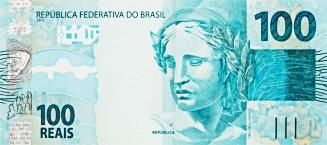 REPÚBLICA FEDERATIVA DO BRASIL
100
100
REAIS
REPÚBLICA